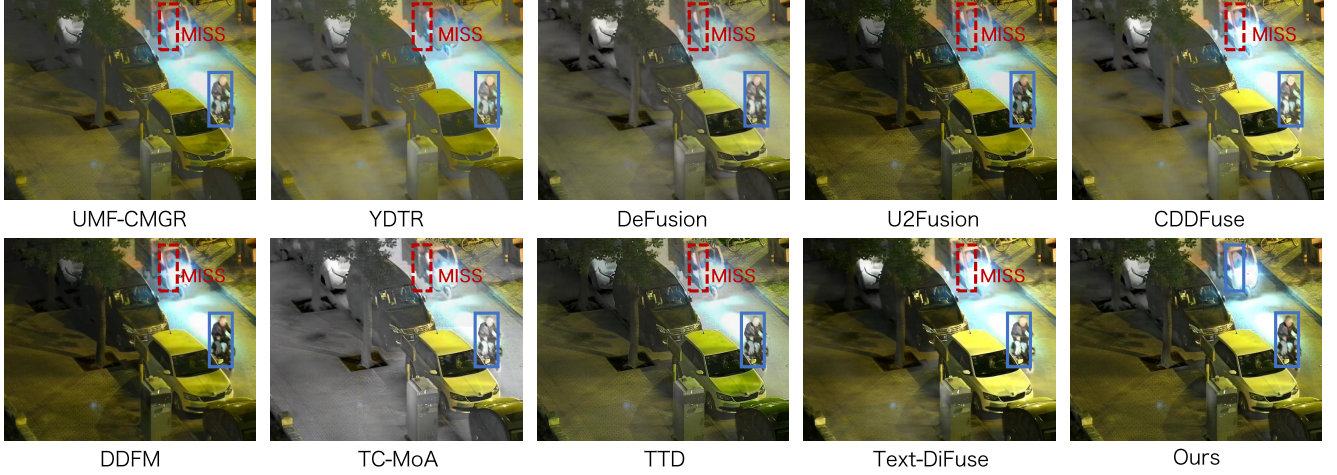 MISS
MISS
MISS
MISS
MISS
UMF-CMGR
YDTR
DeFusion
U2Fusion
CDDFuse
MISS
MISS
MISS
MISS
DDFM
TC-MoA
TTD
Text-DiFuse
Ours